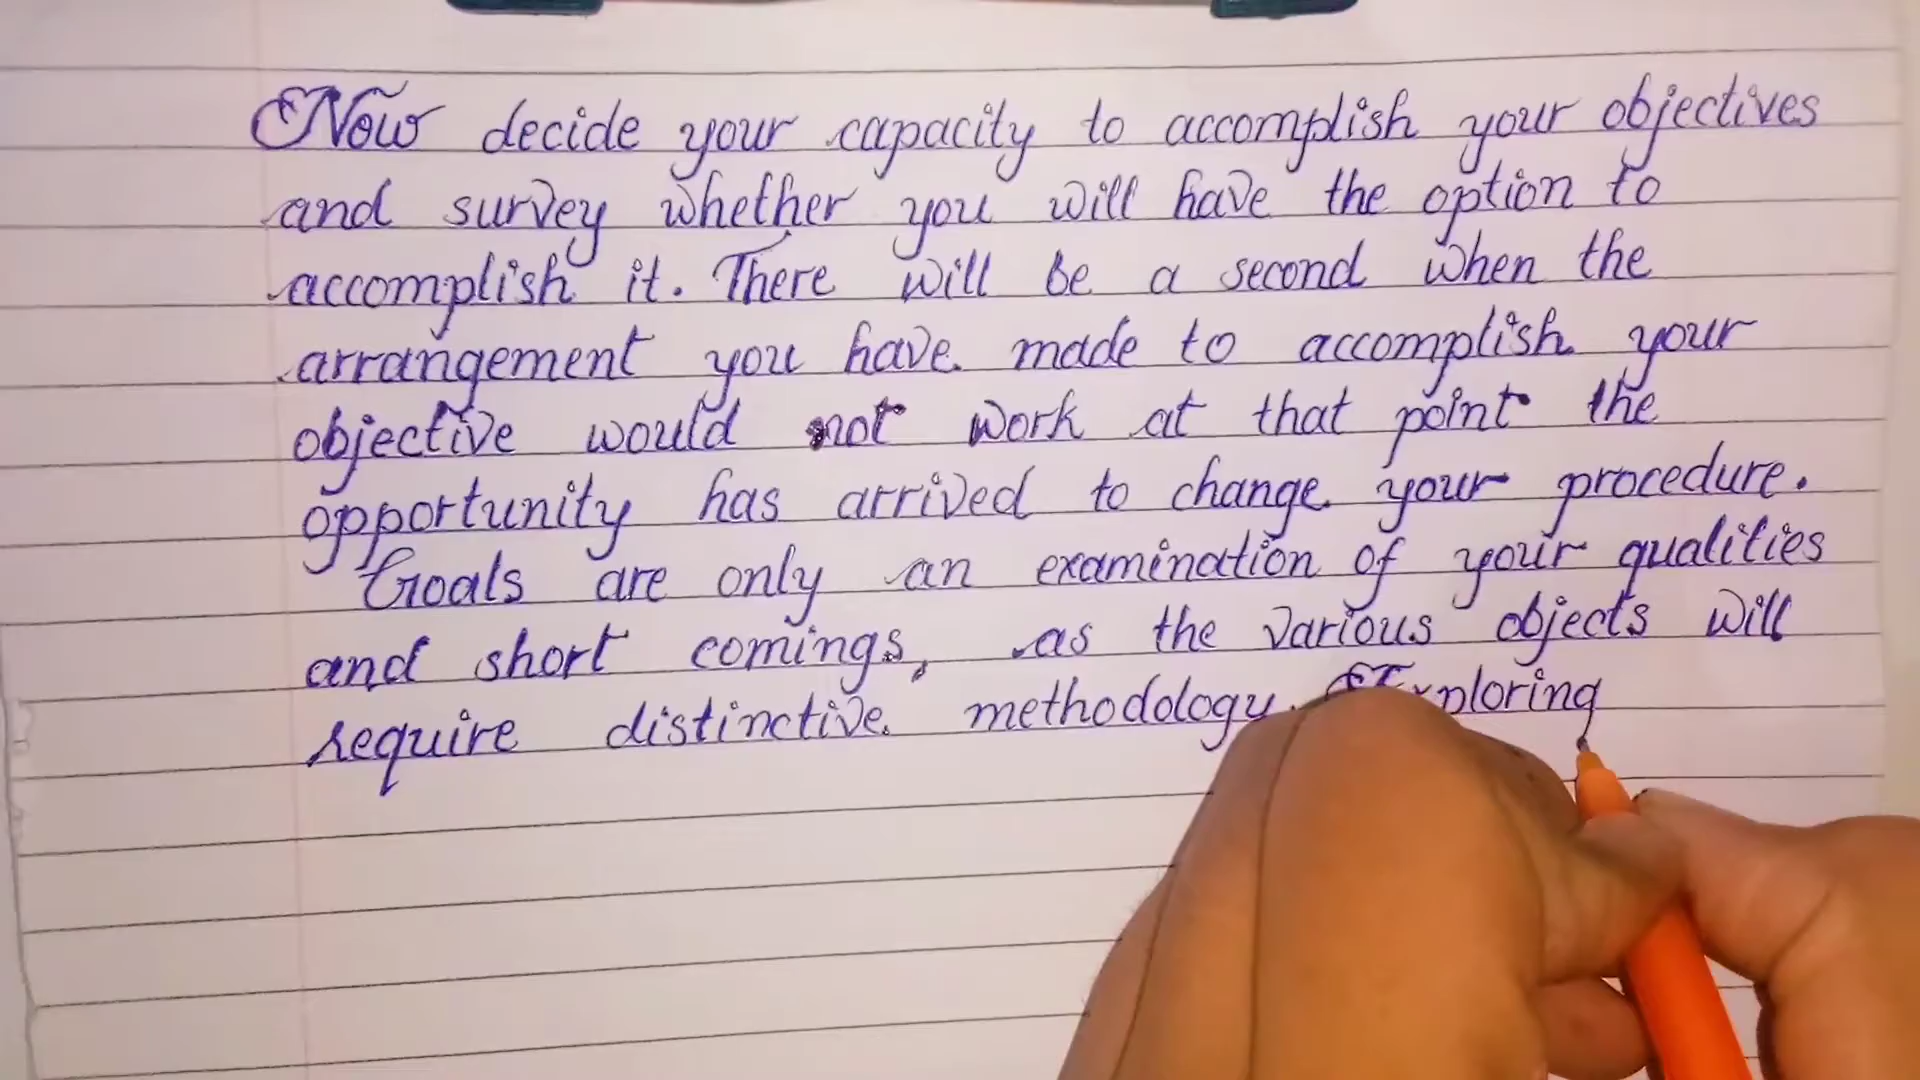 Now decide your capacity to accomplish your objectives
and survey whether you will have the option to
accomplish it. There will be a second when the
arrangement you have made to accomplish your
objective would not work at that point the
opportunity has arrived to change your procedure.
Goals are only an examination of your qualities
and short comings, as the various objects will
require distinctive methodology. Exploring